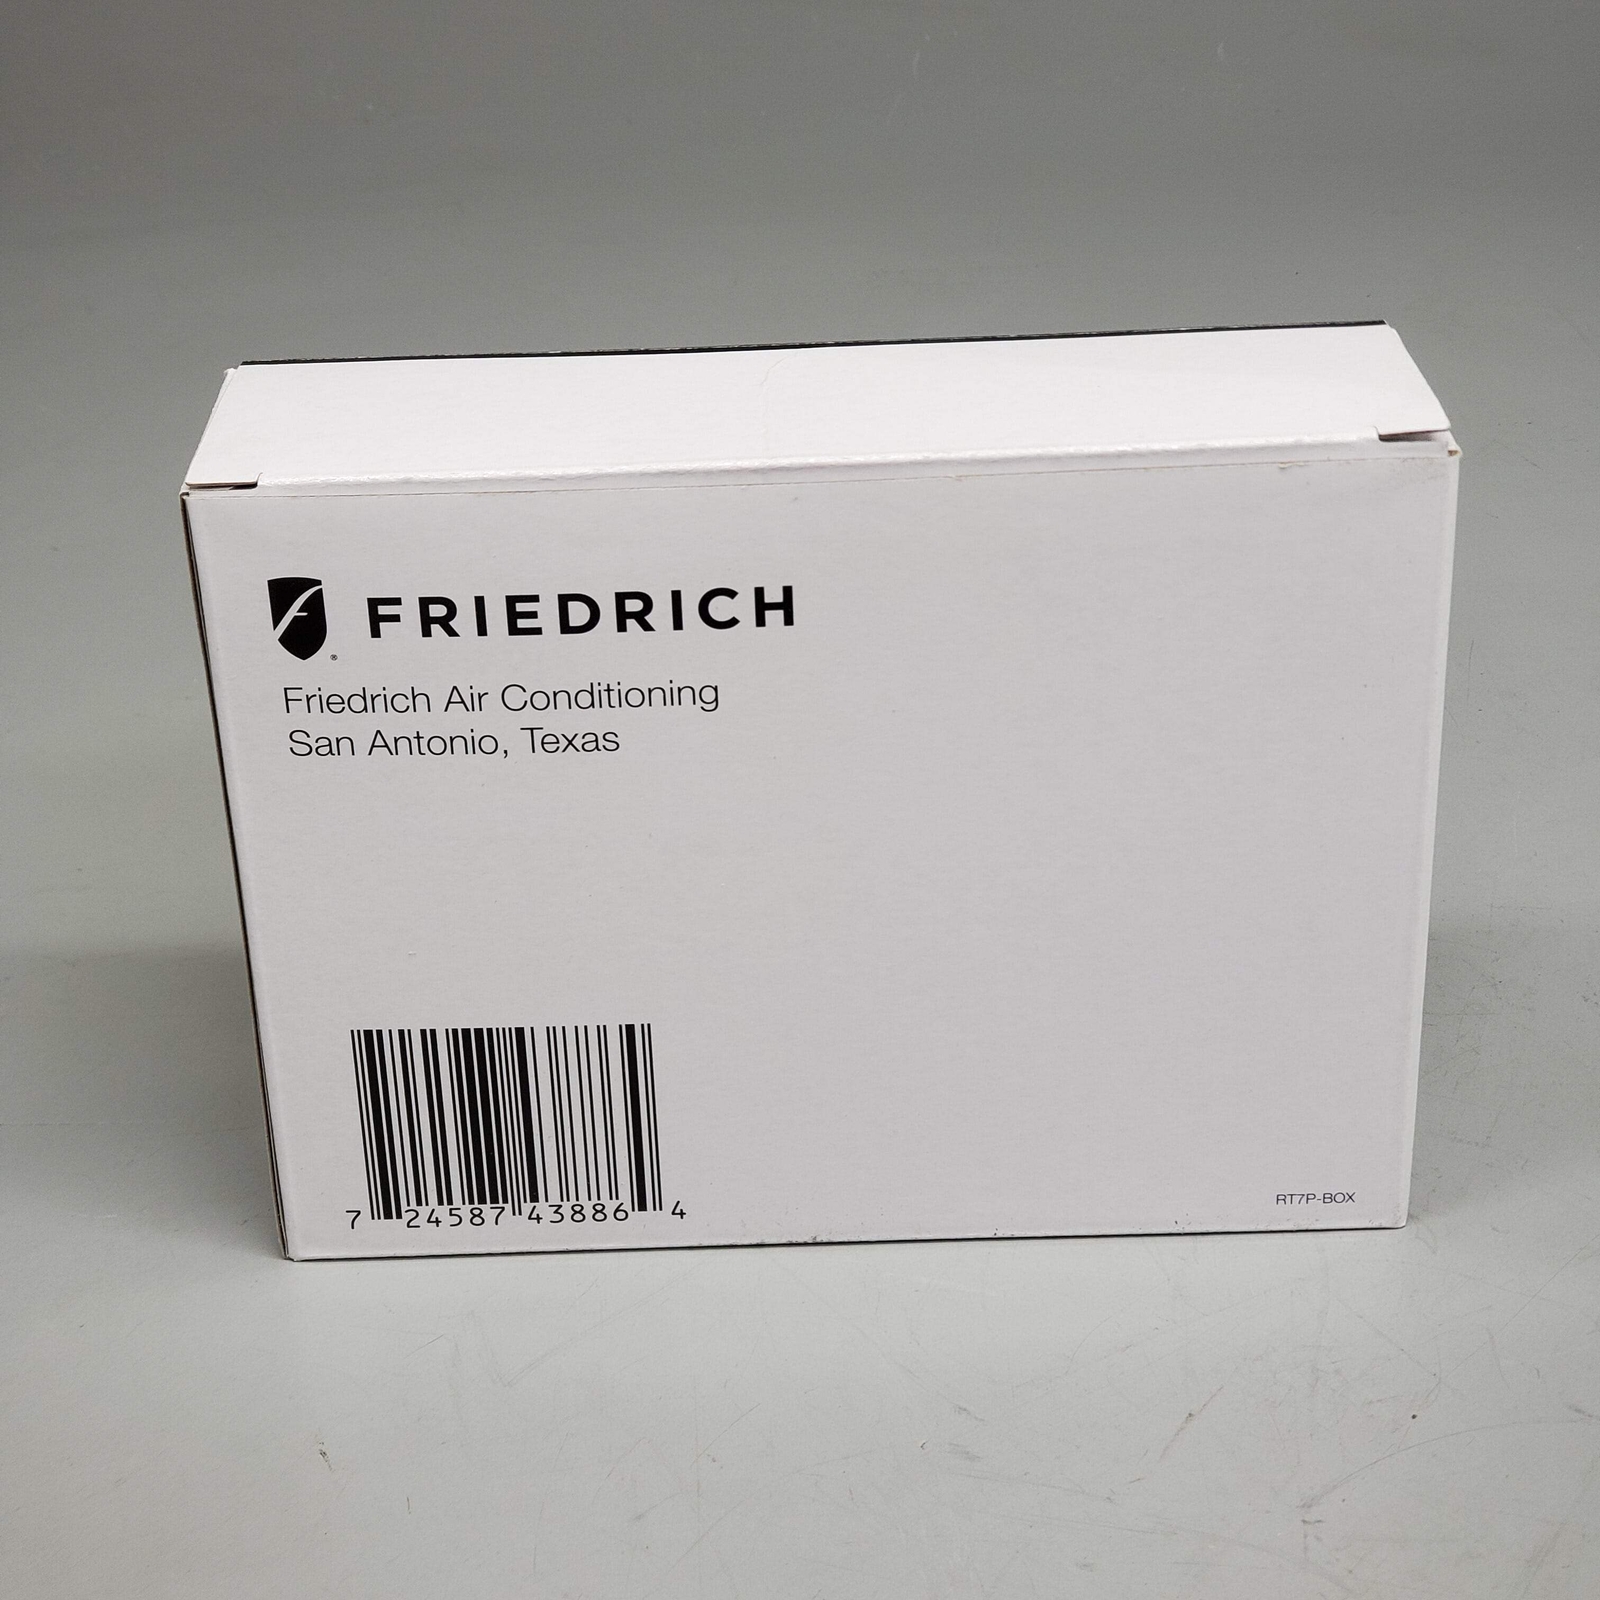 FRIEDRICH
®
Friedrich Air Conditioning
San Antonio, Texas
7 24587 43886 4
RT7P-BOX